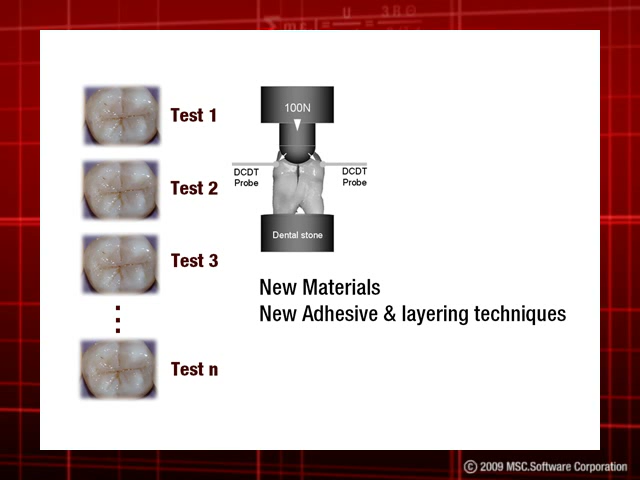 Test 1
Test 2
Test 3
Test n
100N
DCDT
Probe
DCDT
Probe
Dental stone
New Materials
New Adhesive & layering techniques
© 2009 MSC.Software Corporation